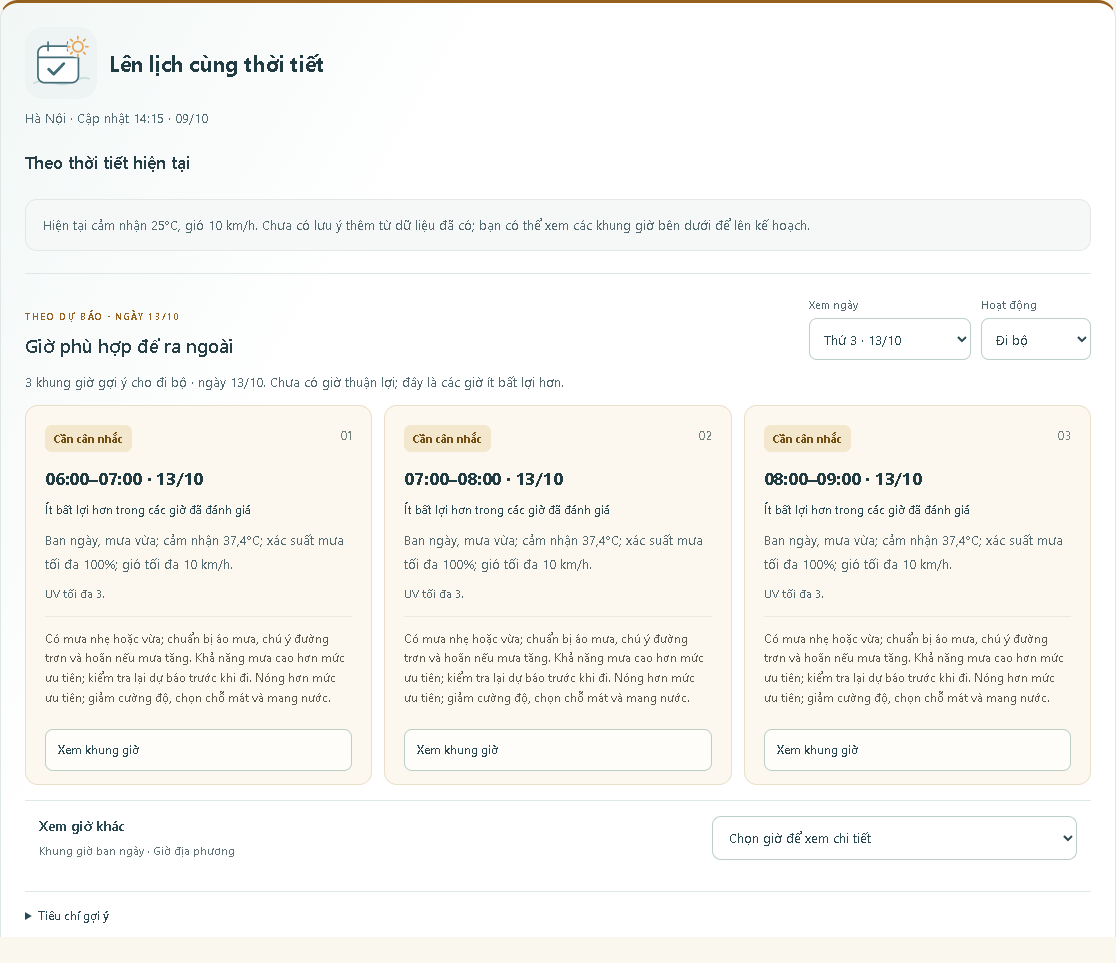 Lên lịch cùng thời tiết
Hà Nội · Cập nhật 14:15 · 09/10
Theo thời tiết hiện tại
Hiện tại cảm nhận 25°C, gió 10 km/h. Chưa có lưu ý thêm từ dữ liệu đã có; bạn có thể xem các khung giờ bên dưới để lên kế hoạch.
THEO DỰ BÁO · NGÀY 13/10
Giờ phù hợp để ra ngoài
Xem ngày
Thứ 3 · 13/10
Hoạt động
Đi bộ
3 khung giờ gợi ý cho đi bộ · ngày 13/10. Chưa có giờ thuận lợi; đây là các giờ ít bất lợi hơn.
Cần cân nhắc
01
06:00–07:00 · 13/10
Ít bất lợi hơn trong các giờ đã đánh giá
Ban ngày, mưa vừa; cảm nhận 37,4°C; xác suất mưa
tối đa 100%; gió tối đa 10 km/h.
UV tối đa 3.
Có mưa nhẹ hoặc vừa; chuẩn bị áo mưa, chú ý đường
trơn và hoãn nếu mưa tăng. Khả năng mưa cao hơn mức
ưu tiên; kiểm tra lại dự báo trước khi đi. Nóng hơn mức
ưu tiên; giảm cường độ, chọn chỗ mát và mang nước.
Xem khung giờ
Cần cân nhắc
02
07:00–08:00 · 13/10
Ít bất lợi hơn trong các giờ đã đánh giá
Ban ngày, mưa vừa; cảm nhận 37,4°C; xác suất mưa
tối đa 100%; gió tối đa 10 km/h.
UV tối đa 3.
Có mưa nhẹ hoặc vừa; chuẩn bị áo mưa, chú ý đường
trơn và hoãn nếu mưa tăng. Khả năng mưa cao hơn mức
ưu tiên; kiểm tra lại dự báo trước khi đi. Nóng hơn mức
ưu tiên; giảm cường độ, chọn chỗ mát và mang nước.
Xem khung giờ
Cần cân nhắc
03
08:00–09:00 · 13/10
Ít bất lợi hơn trong các giờ đã đánh giá
Ban ngày, mưa vừa; cảm nhận 37,4°C; xác suất mưa
tối đa 100%; gió tối đa 10 km/h.
UV tối đa 3.
Có mưa nhẹ hoặc vừa; chuẩn bị áo mưa, chú ý đường
trơn và hoãn nếu mưa tăng. Khả năng mưa cao hơn mức
ưu tiên; kiểm tra lại dự báo trước khi đi. Nóng hơn mức
ưu tiên; giảm cường độ, chọn chỗ mát và mang nước.
Xem khung giờ
Xem giờ khác
Khung giờ ban ngày · Giờ địa phương
Chọn giờ để xem chi tiết
Tiêu chí gợi ý